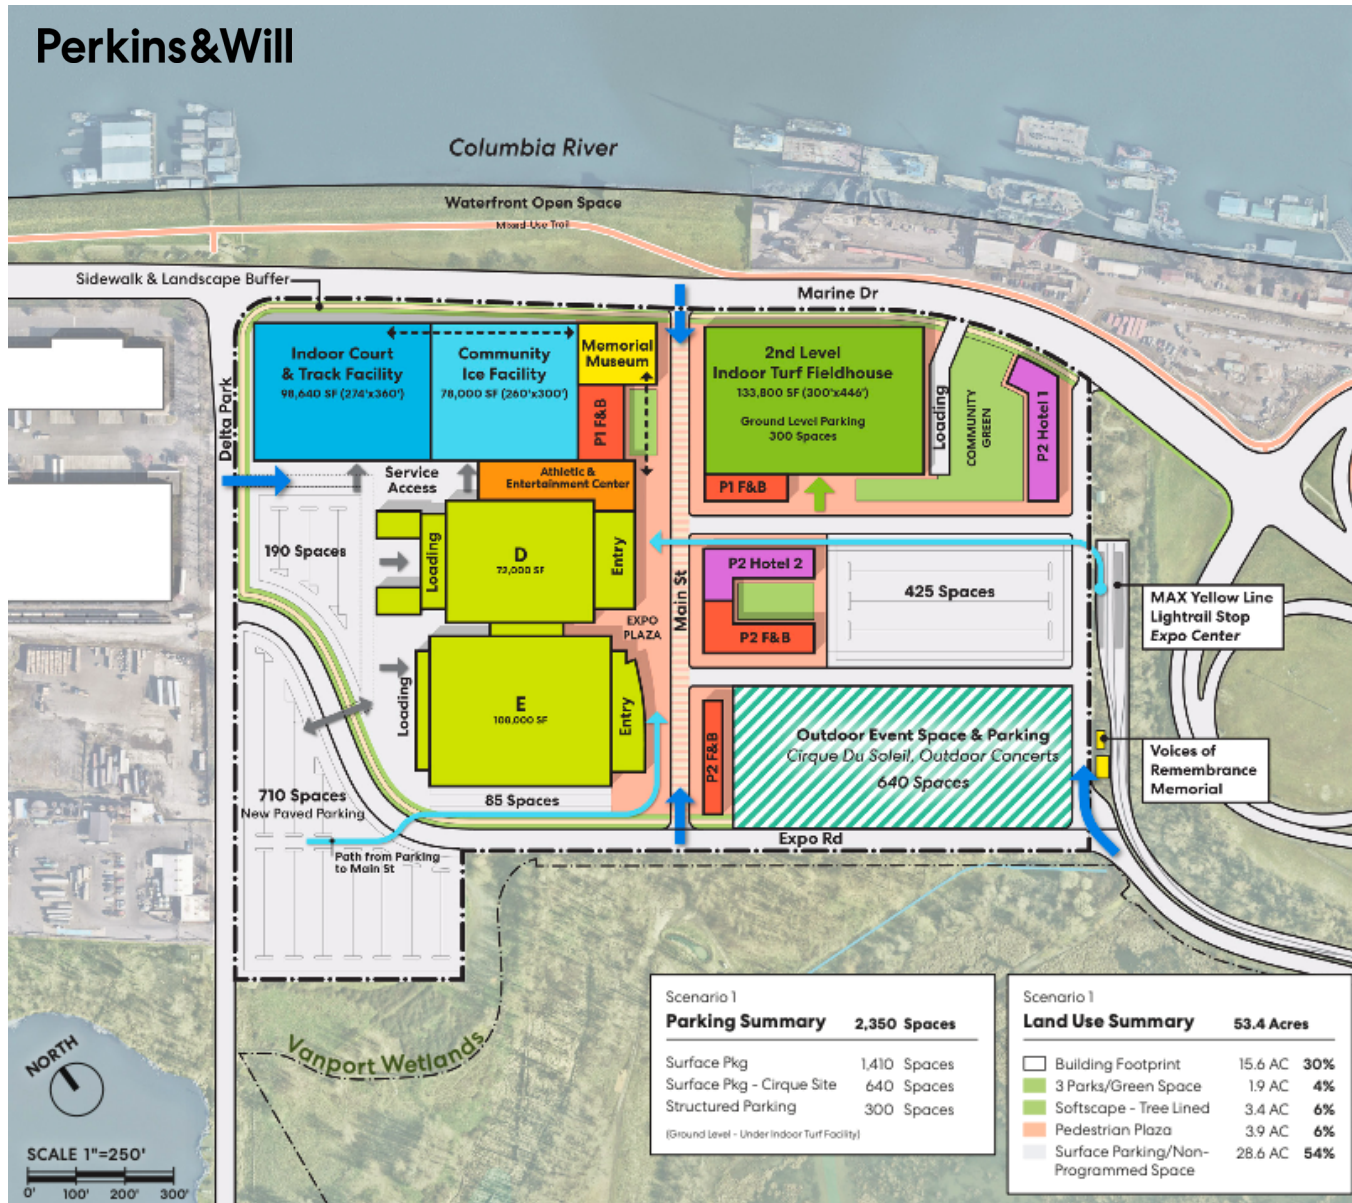 Perkins&Will
Columbia River
Waterfront Open Space
Mixed-Use Trail
Sidewalk & Landscape Buffer
Marine Dr
Delta Park
Indoor Court
& Track Facility
98,640 SF (274'x360')
Community
Ice Facility
78,000 SF (260'x300')
Memorial
Museum
P1 F&B
2nd Level
Indoor Turf Fieldhouse
133,800 SF (300'x446')
Ground Level Parking
300 Spaces
Loading
COMMUNITY
GREEN
P2 Hotel 1
Service
Access
Athletic &
Entertainment Center
P1 F&B
190 Spaces
Loading
D
72,000 SF
Entry
Main St
P2 Hotel 2
P2 F&B
425 Spaces
MAX Yellow Line
Lightrail Stop
Expo Center
EXPO
PLAZA
Loading
E
108,000 SF
Entry
P2 F&B
Outdoor Event Space & Parking
Cirque Du Soleil, Outdoor Concerts
640 Spaces
Voices of
Remembrance
Memorial
710 Spaces
New Paved Parking
85 Spaces
Expo Rd
Path from Parking
to Main St
Vanport Wetlands
NORTH
SCALE 1"=250'
0' 100' 200' 300'
Scenario 1
Parking Summary 2,350 Spaces
Surface Pkg 1,410 Spaces
Surface Pkg - Cirque Site 640 Spaces
Structured Parking 300 Spaces
(Ground Level - Under Indoor Turf Facility)
Scenario 1
Land Use Summary 53.4 Acres
Building Footprint 15.6 AC 30%
3 Parks/Green Space 1.9 AC 4%
Softscape - Tree Lined 3.4 AC 6%
Pedestrian Plaza 3.9 AC 6%
Surface Parking/Non-
Programmed Space 28.6 AC 54%